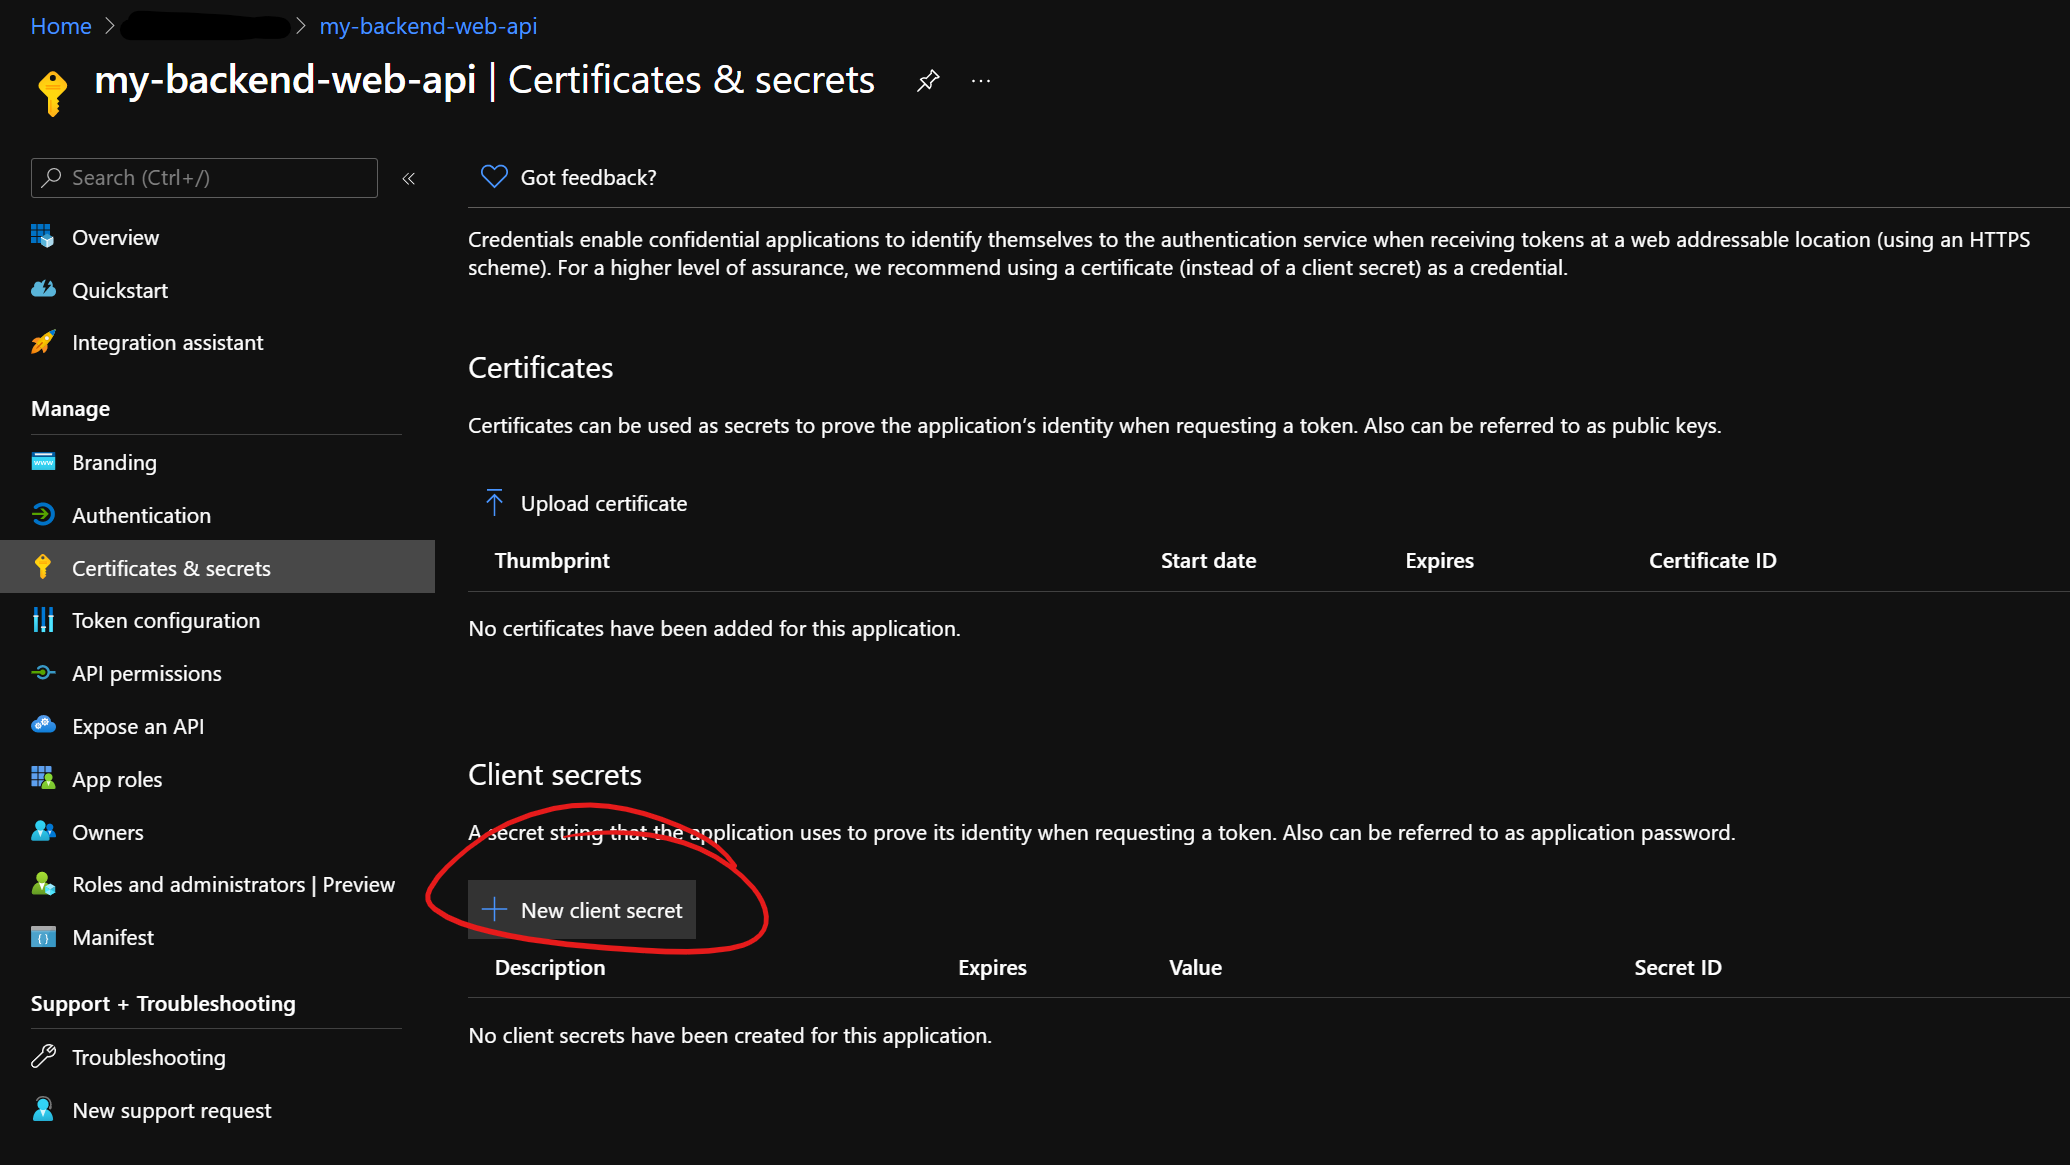 Home > my-backend-web-api
my-backend-web-api | Certificates & secrets ...
Search (Ctrl+/) «
Overview
Quickstart
Integration assistant
Manage
Branding
Authentication
Certificates & secrets
Token configuration
API permissions
Expose an API
App roles
Owners
Roles and administrators | Preview
Manifest
Support + Troubleshooting
Troubleshooting
New support request
Got feedback?
Credentials enable confidential applications to identify themselves to the authentication service when receiving tokens at a web addressable location (using an HTTPS
scheme). For a higher level of assurance, we recommend using a certificate (instead of a client secret) as a credential.
Certificates
Certificates can be used as secrets to prove the application’s identity when requesting a token. Also can be referred to as public keys.
Upload certificate
Thumbprint Start date Expires Certificate ID
No certificates have been added for this application.
Client secrets
A secret string that the application uses to prove its identity when requesting a token. Also can be referred to as application password.
New client secret
Description Expires Value Secret ID
No client secrets have been created for this application.